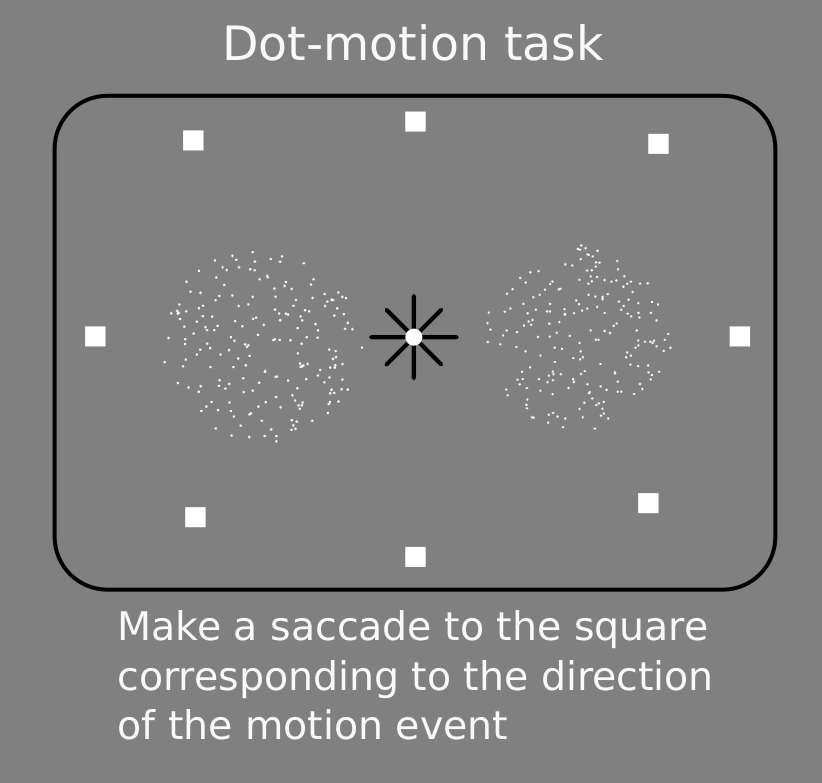 Dot-motion task
Make a saccade to the square
corresponding to the direction
of the motion event